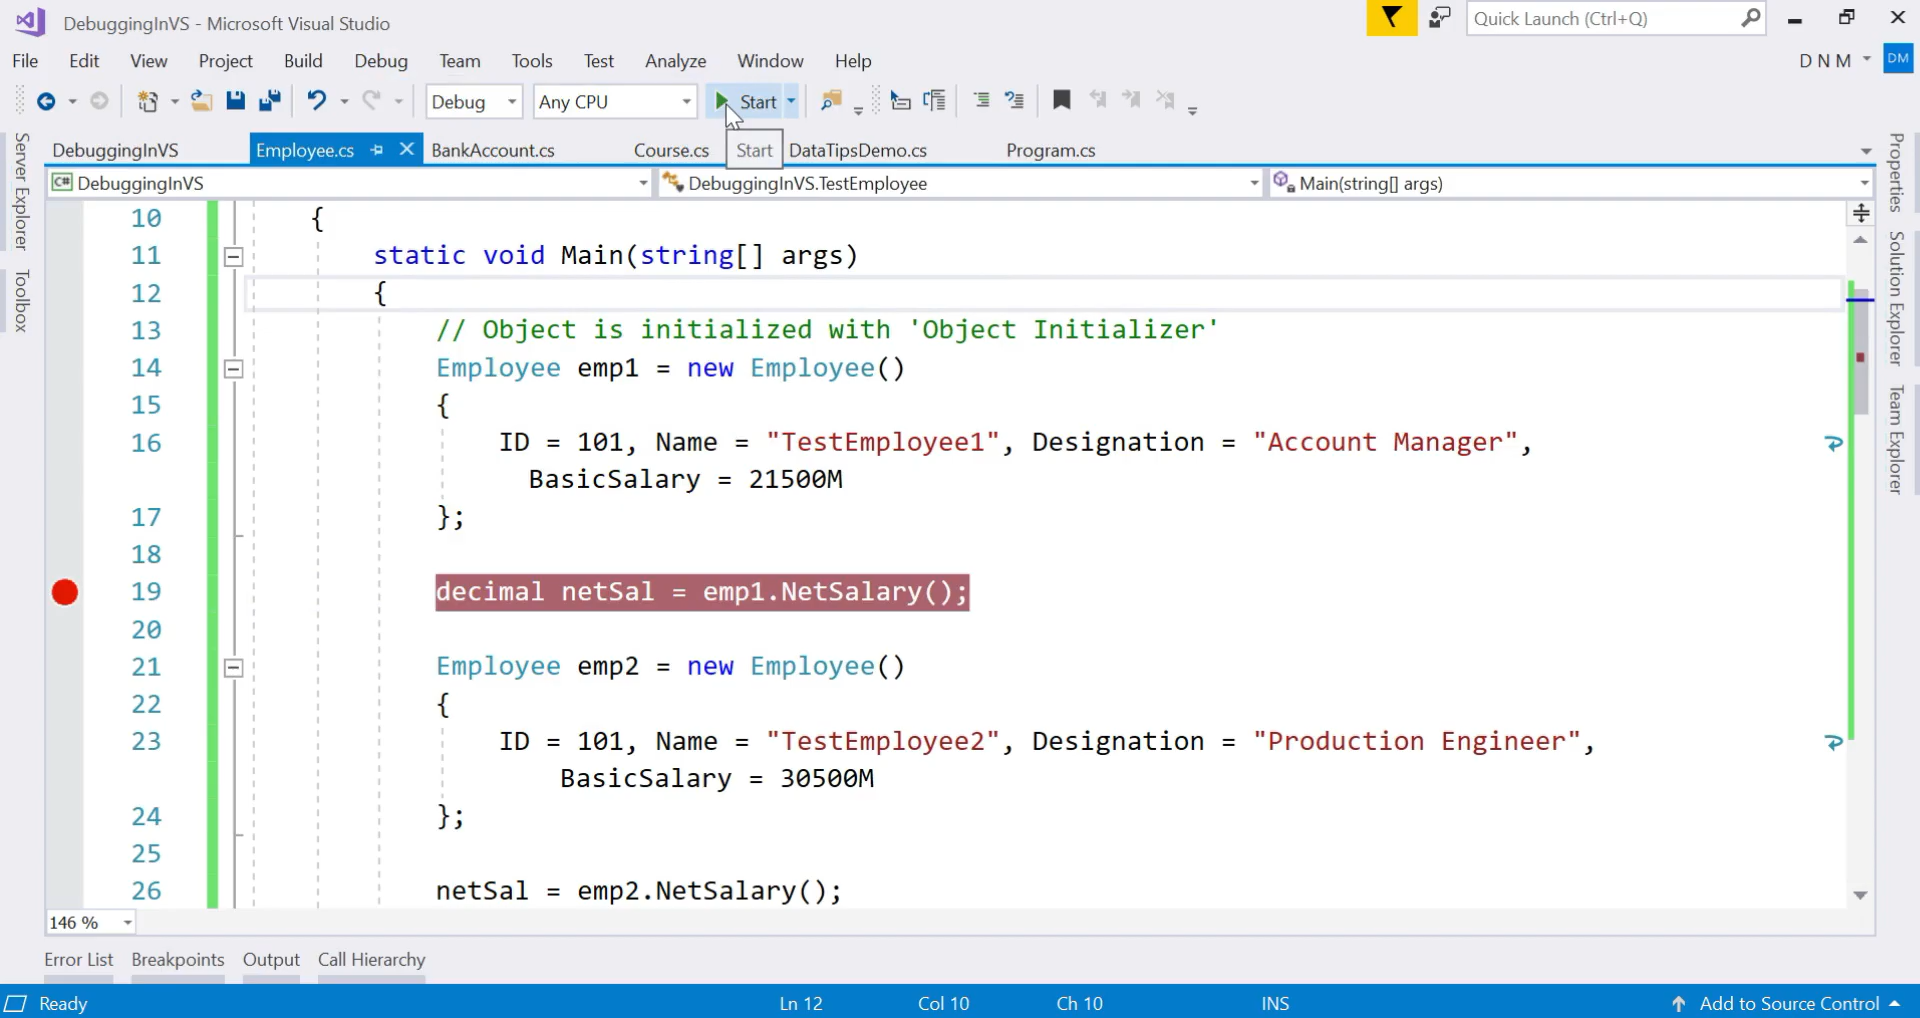 DebuggingInVS - Microsoft Visual Studio
Quick Launch (Ctrl+Q)
File Edit View Project Build Debug Team Tools Test Analyze Window Help
D N M DM
Debug Any CPU Start
DebuggingInVS Employee.cs BankAccount.cs Course.cs Start DataTipsDemo.cs Program.cs
C# DebuggingInVS DebuggingInVS.TestEmployee Main(string[] args)
Server Explorer
Toolbox
Properties
Solution Explorer
Team Explorer
10 {
11 static void Main(string[] args)
12 {
13 // Object is initialized with 'Object Initializer'
14 Employee emp1 = new Employee()
15 {
16 ID = 101, Name = "TestEmployee1", Designation = "Account Manager",
BasicSalary = 21500M
17 };
18
19 decimal netSal = emp1.NetSalary();
20
21 Employee emp2 = new Employee()
22 {
23 ID = 101, Name = "TestEmployee2", Designation = "Production Engineer",
BasicSalary = 30500M
24 };
25
26 netSal = emp2.NetSalary();
146 %
Error List Breakpoints Output Call Hierarchy
Ready Ln 12 Col 10 Ch 10 INS Add to Source Control